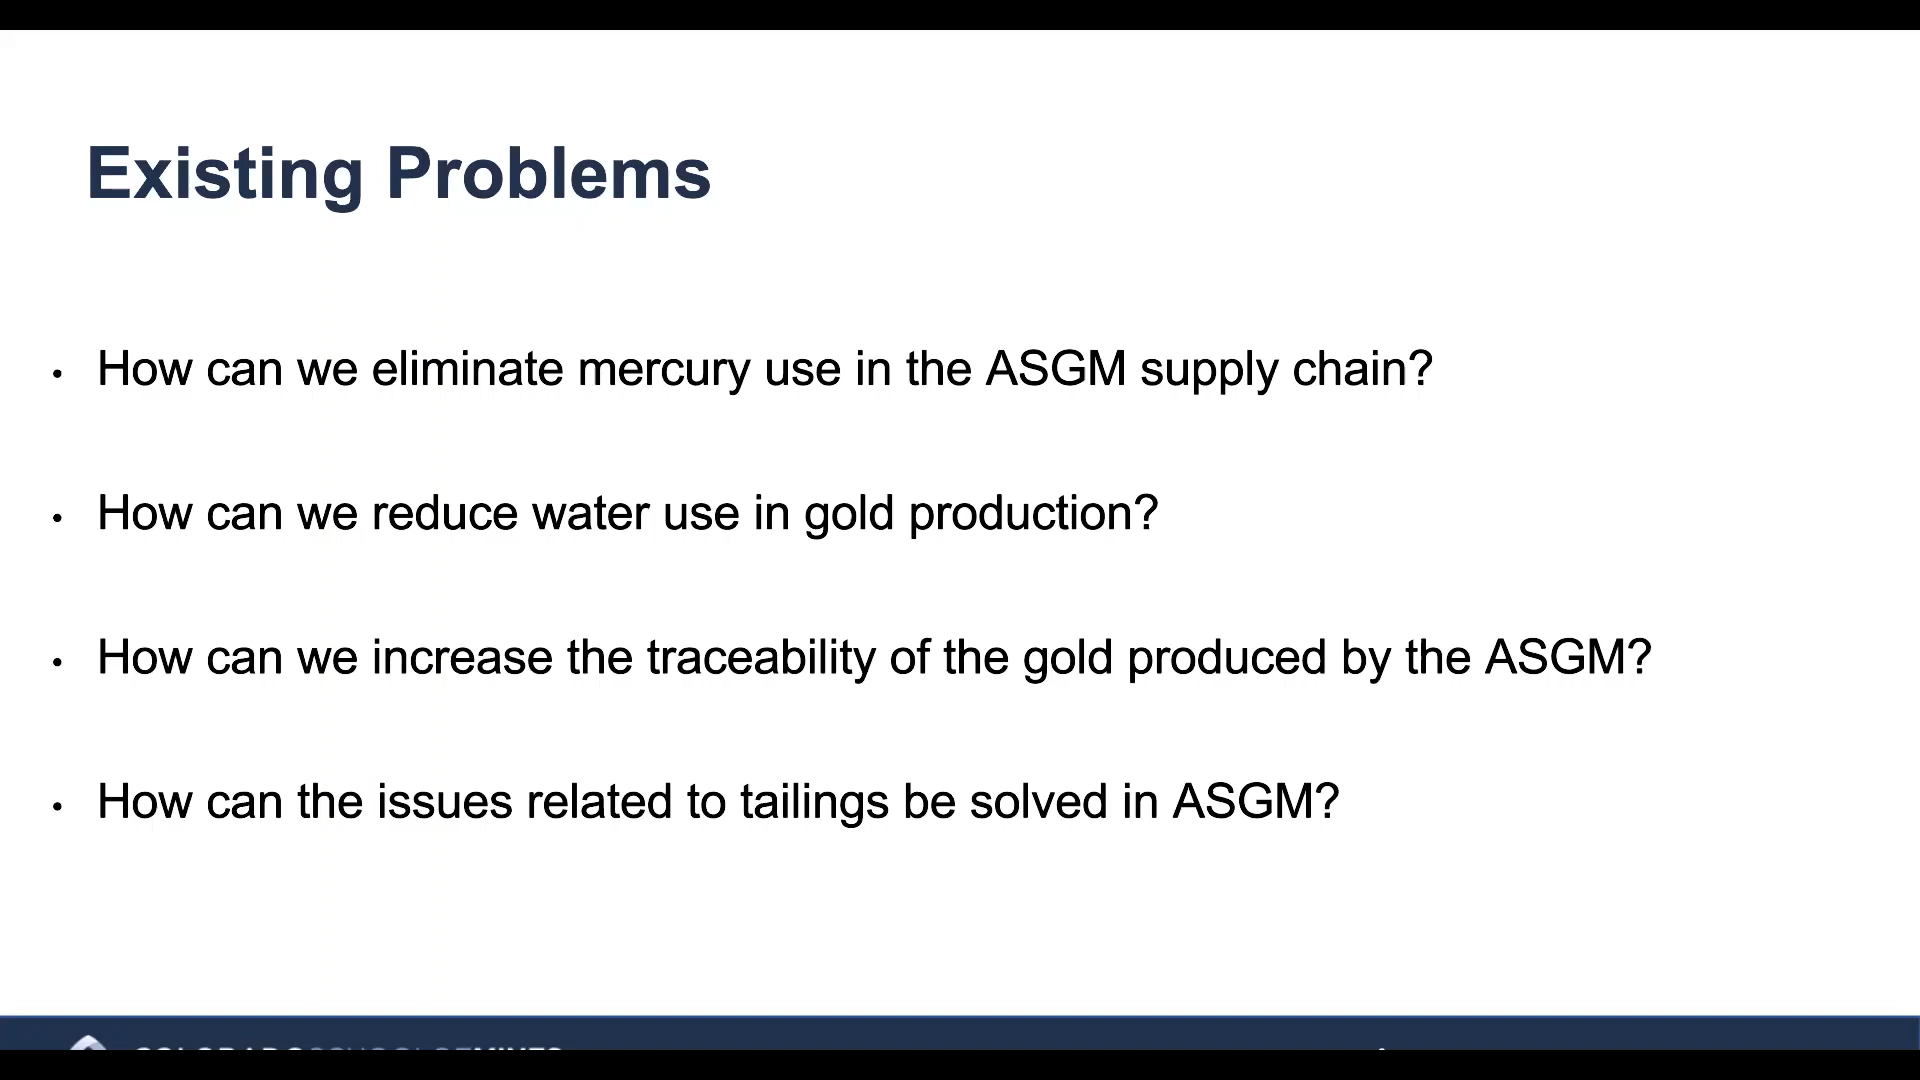 Existing Problems
• How can we eliminate mercury use in the ASGM supply chain?
• How can we reduce water use in gold production?
• How can we increase the traceability of the gold produced by the ASGM?
• How can the issues related to tailings be solved in ASGM?